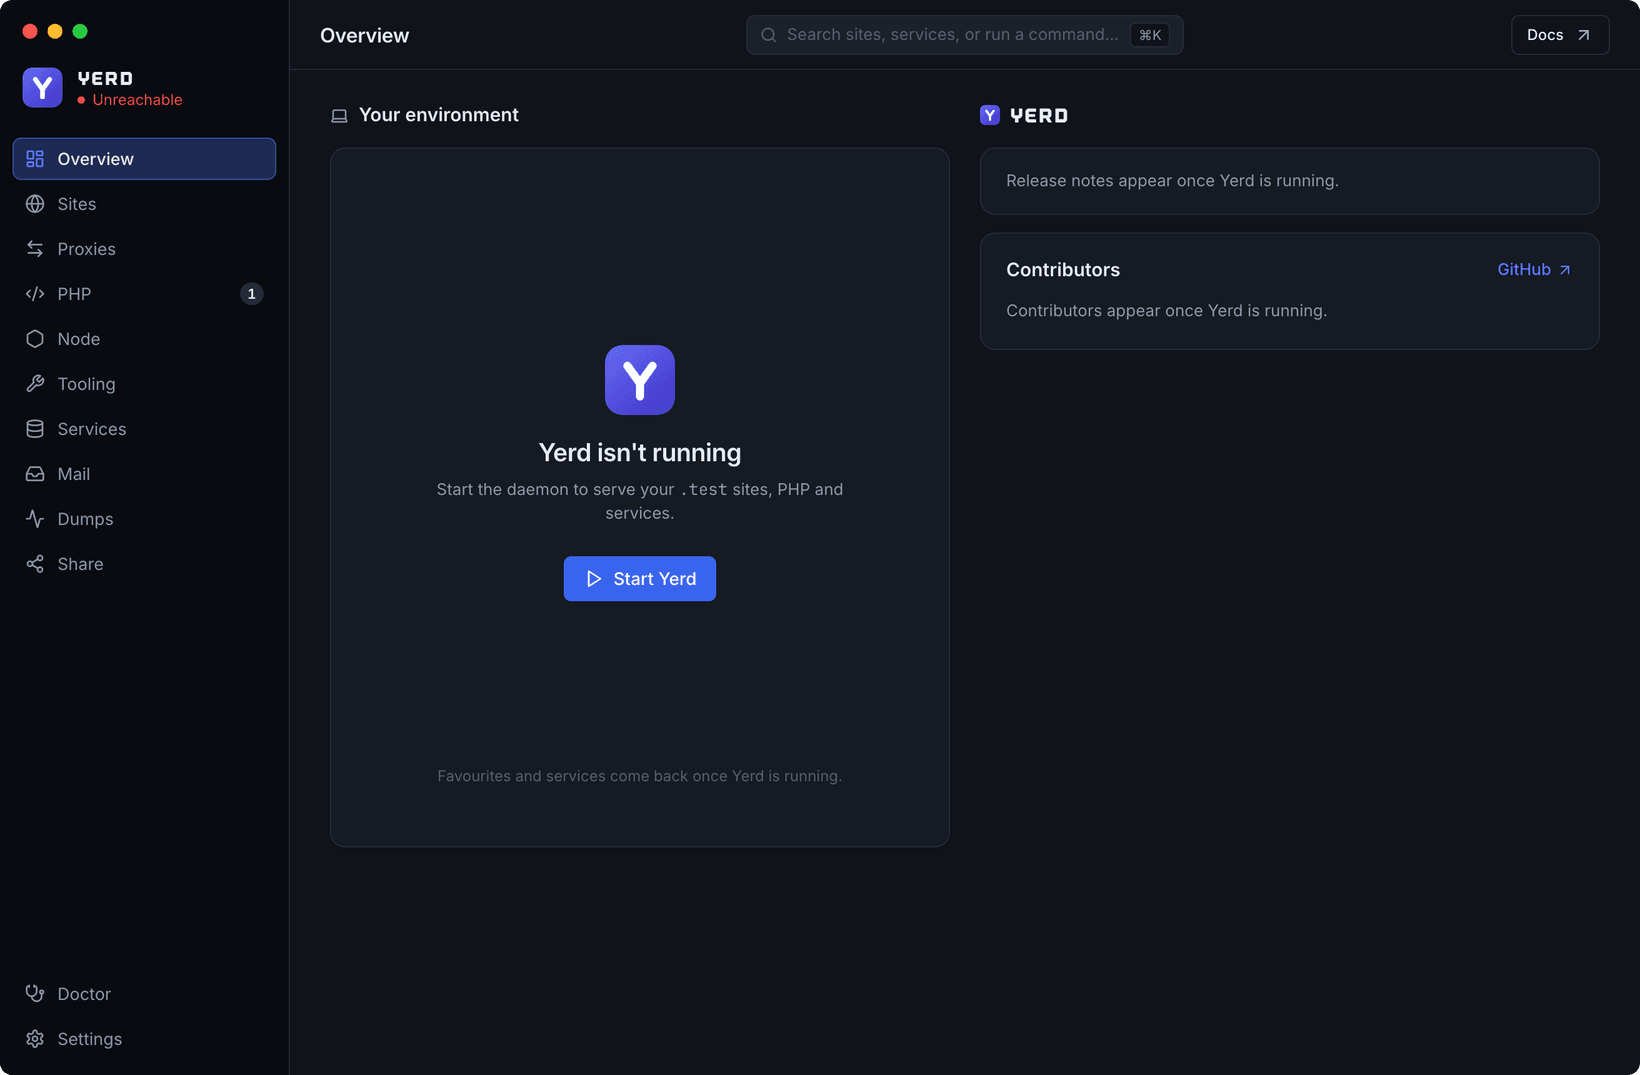 YERD
Unreachable
Overview
Sites
Proxies
PHP
1
Node
Tooling
Services
Mail
Dumps
Share
Doctor
Settings
Overview
Search sites, services, or run a command...
⌘K
Docs
Your environment
Y
Yerd isn't running
Start the daemon to serve your .test sites, PHP and
services.
Start Yerd
Favourites and services come back once Yerd is running.
Y YERD
Release notes appear once Yerd is running.
Contributors
GitHub
Contributors appear once Yerd is running.